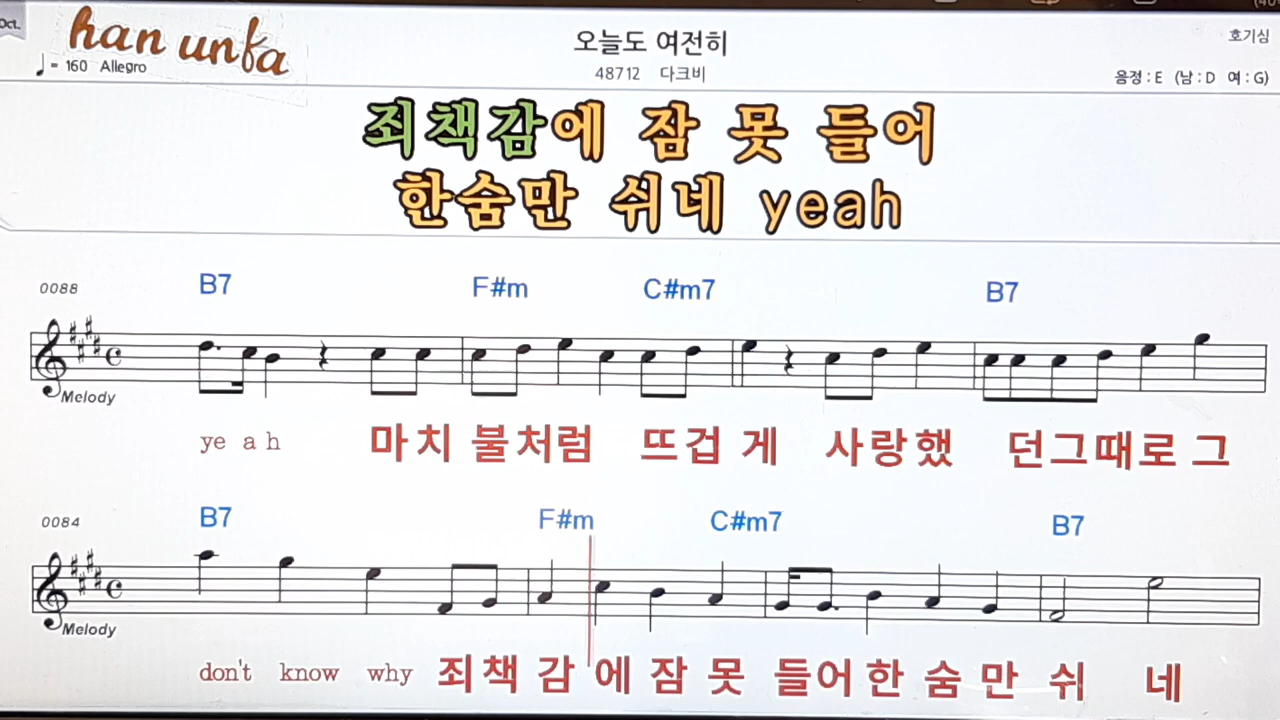 Oct.
han unfa
오늘도 여전히
호기심
♩= 160 Allegro
48712 다크비
음정 : E (남 : D 여 : G)
죄책감에 잠 못 들어
한숨만 쉬네 yeah
0088
B7 F#m C#m7 B7
Melody
ye a h 마치 불처럼 뜨겁 게 사랑했 던그때로 그
0084
B7 F#m C#m7 B7
Melody
don't know why 죄책 감 에 잠 못 들어 한 숨 만 쉬 네